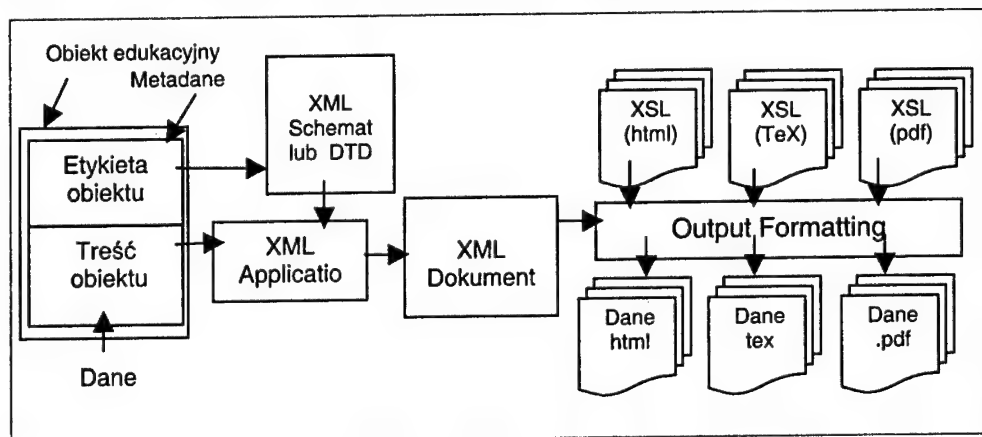 Obiekt edukacyjny
Metadane
Etykieta
obiektu
Treść
obiektu
Dane
XML
Schemat
lub DTD
XML
Applicatio
XML
Dokument
XSL
(html)
XSL
(TeX)
XSL
(pdf)
Output Formatting
Dane
html
Dane
tex
Dane
.pdf